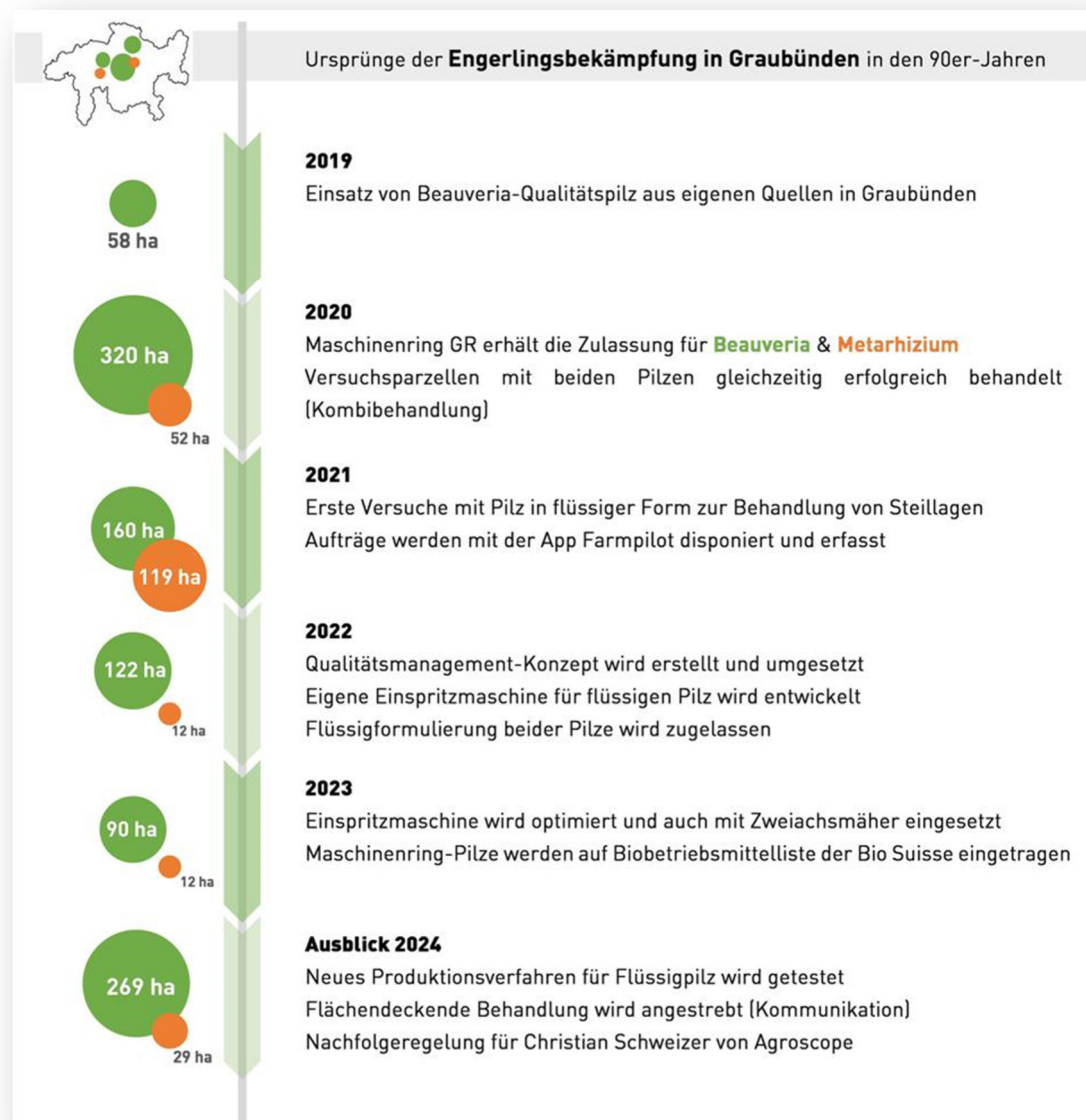 Ursprünge der Engerlingsbekämpfung in Graubünden in den 90er-Jahren
2019
Einsatz von Beauveria-Qualitätspilz aus eigenen Quellen in Graubünden
58 ha
2020
Maschinenring GR erhält die Zulassung für Beauveria & Metarhizium
Versuchsparzellen mit beiden Pilzen gleichzeitig erfolgreich behandelt
(Kombibehandlung)
320 ha
52 ha
2021
Erste Versuche mit Pilz in flüssiger Form zur Behandlung von Steillagen
Aufträge werden mit der App Farmpilot disponiert und erfasst
160 ha
119 ha
2022
Qualitätsmanagement-Konzept wird erstellt und umgesetzt
Eigene Einspritzmaschine für flüssigen Pilz wird entwickelt
Flüssigformulierung beider Pilze wird zugelassen
122 ha
12 ha
2023
Einspritzmaschine wird optimiert und auch mit Zweiachsmäher eingesetzt
Maschinenring-Pilze werden auf Biobetriebsmittelliste der Bio Suisse eingetragen
90 ha
12 ha
Ausblick 2024
Neues Produktionsverfahren für Flüssigpilz wird getestet
Flächendeckende Behandlung wird angestrebt (Kommunikation)
Nachfolgeregelung für Christian Schweizer von Agroscope
269 ha
29 ha